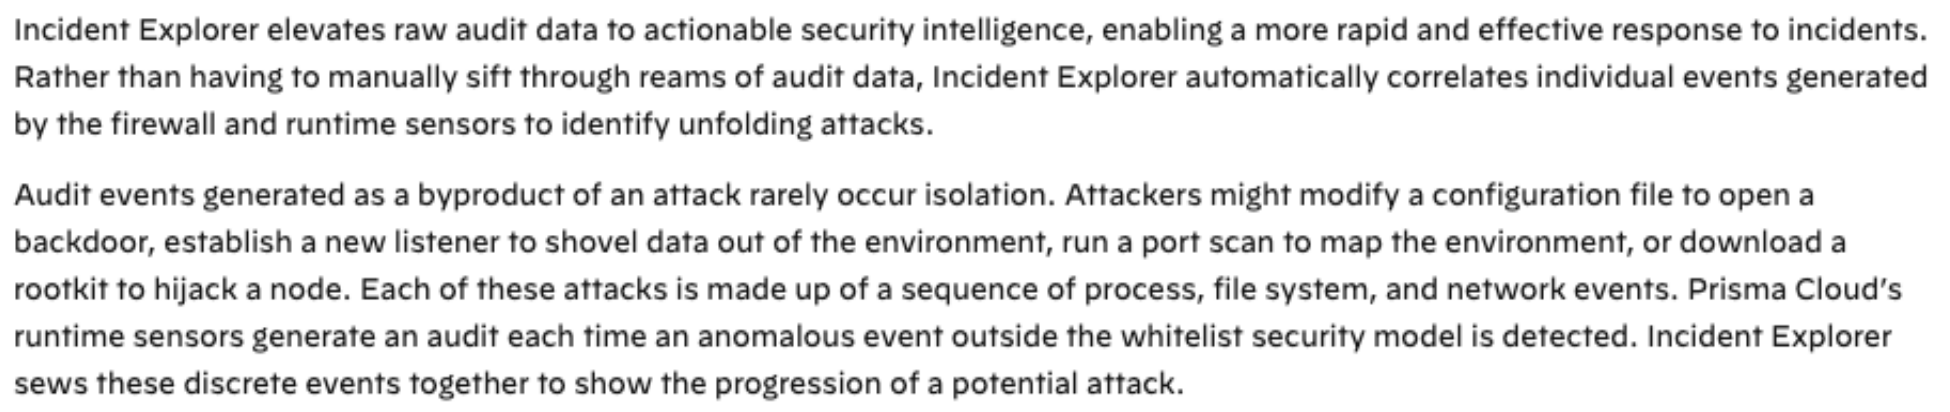 Incident Explorer elevates raw audit data to actionable security intelligence, enabling a more rapid and effective response to incidents.
Rather than having to manually sift through reams of audit data, Incident Explorer automatically correlates individual events generated
by the firewall and runtime sensors to identify unfolding attacks.
Audit events generated as a byproduct of an attack rarely occur isolation. Attackers might modify a configuration file to open a
backdoor, establish a new listener to shovel data out of the environment, run a port scan to map the environment, or download a
rootkit to hijack a node. Each of these attacks is made up of a sequence of process, file system, and network events. Prisma Cloud’s
runtime sensors generate an audit each time an anomalous event outside the whitelist security model is detected. Incident Explorer
sews these discrete events together to show the progression of a potential attack.